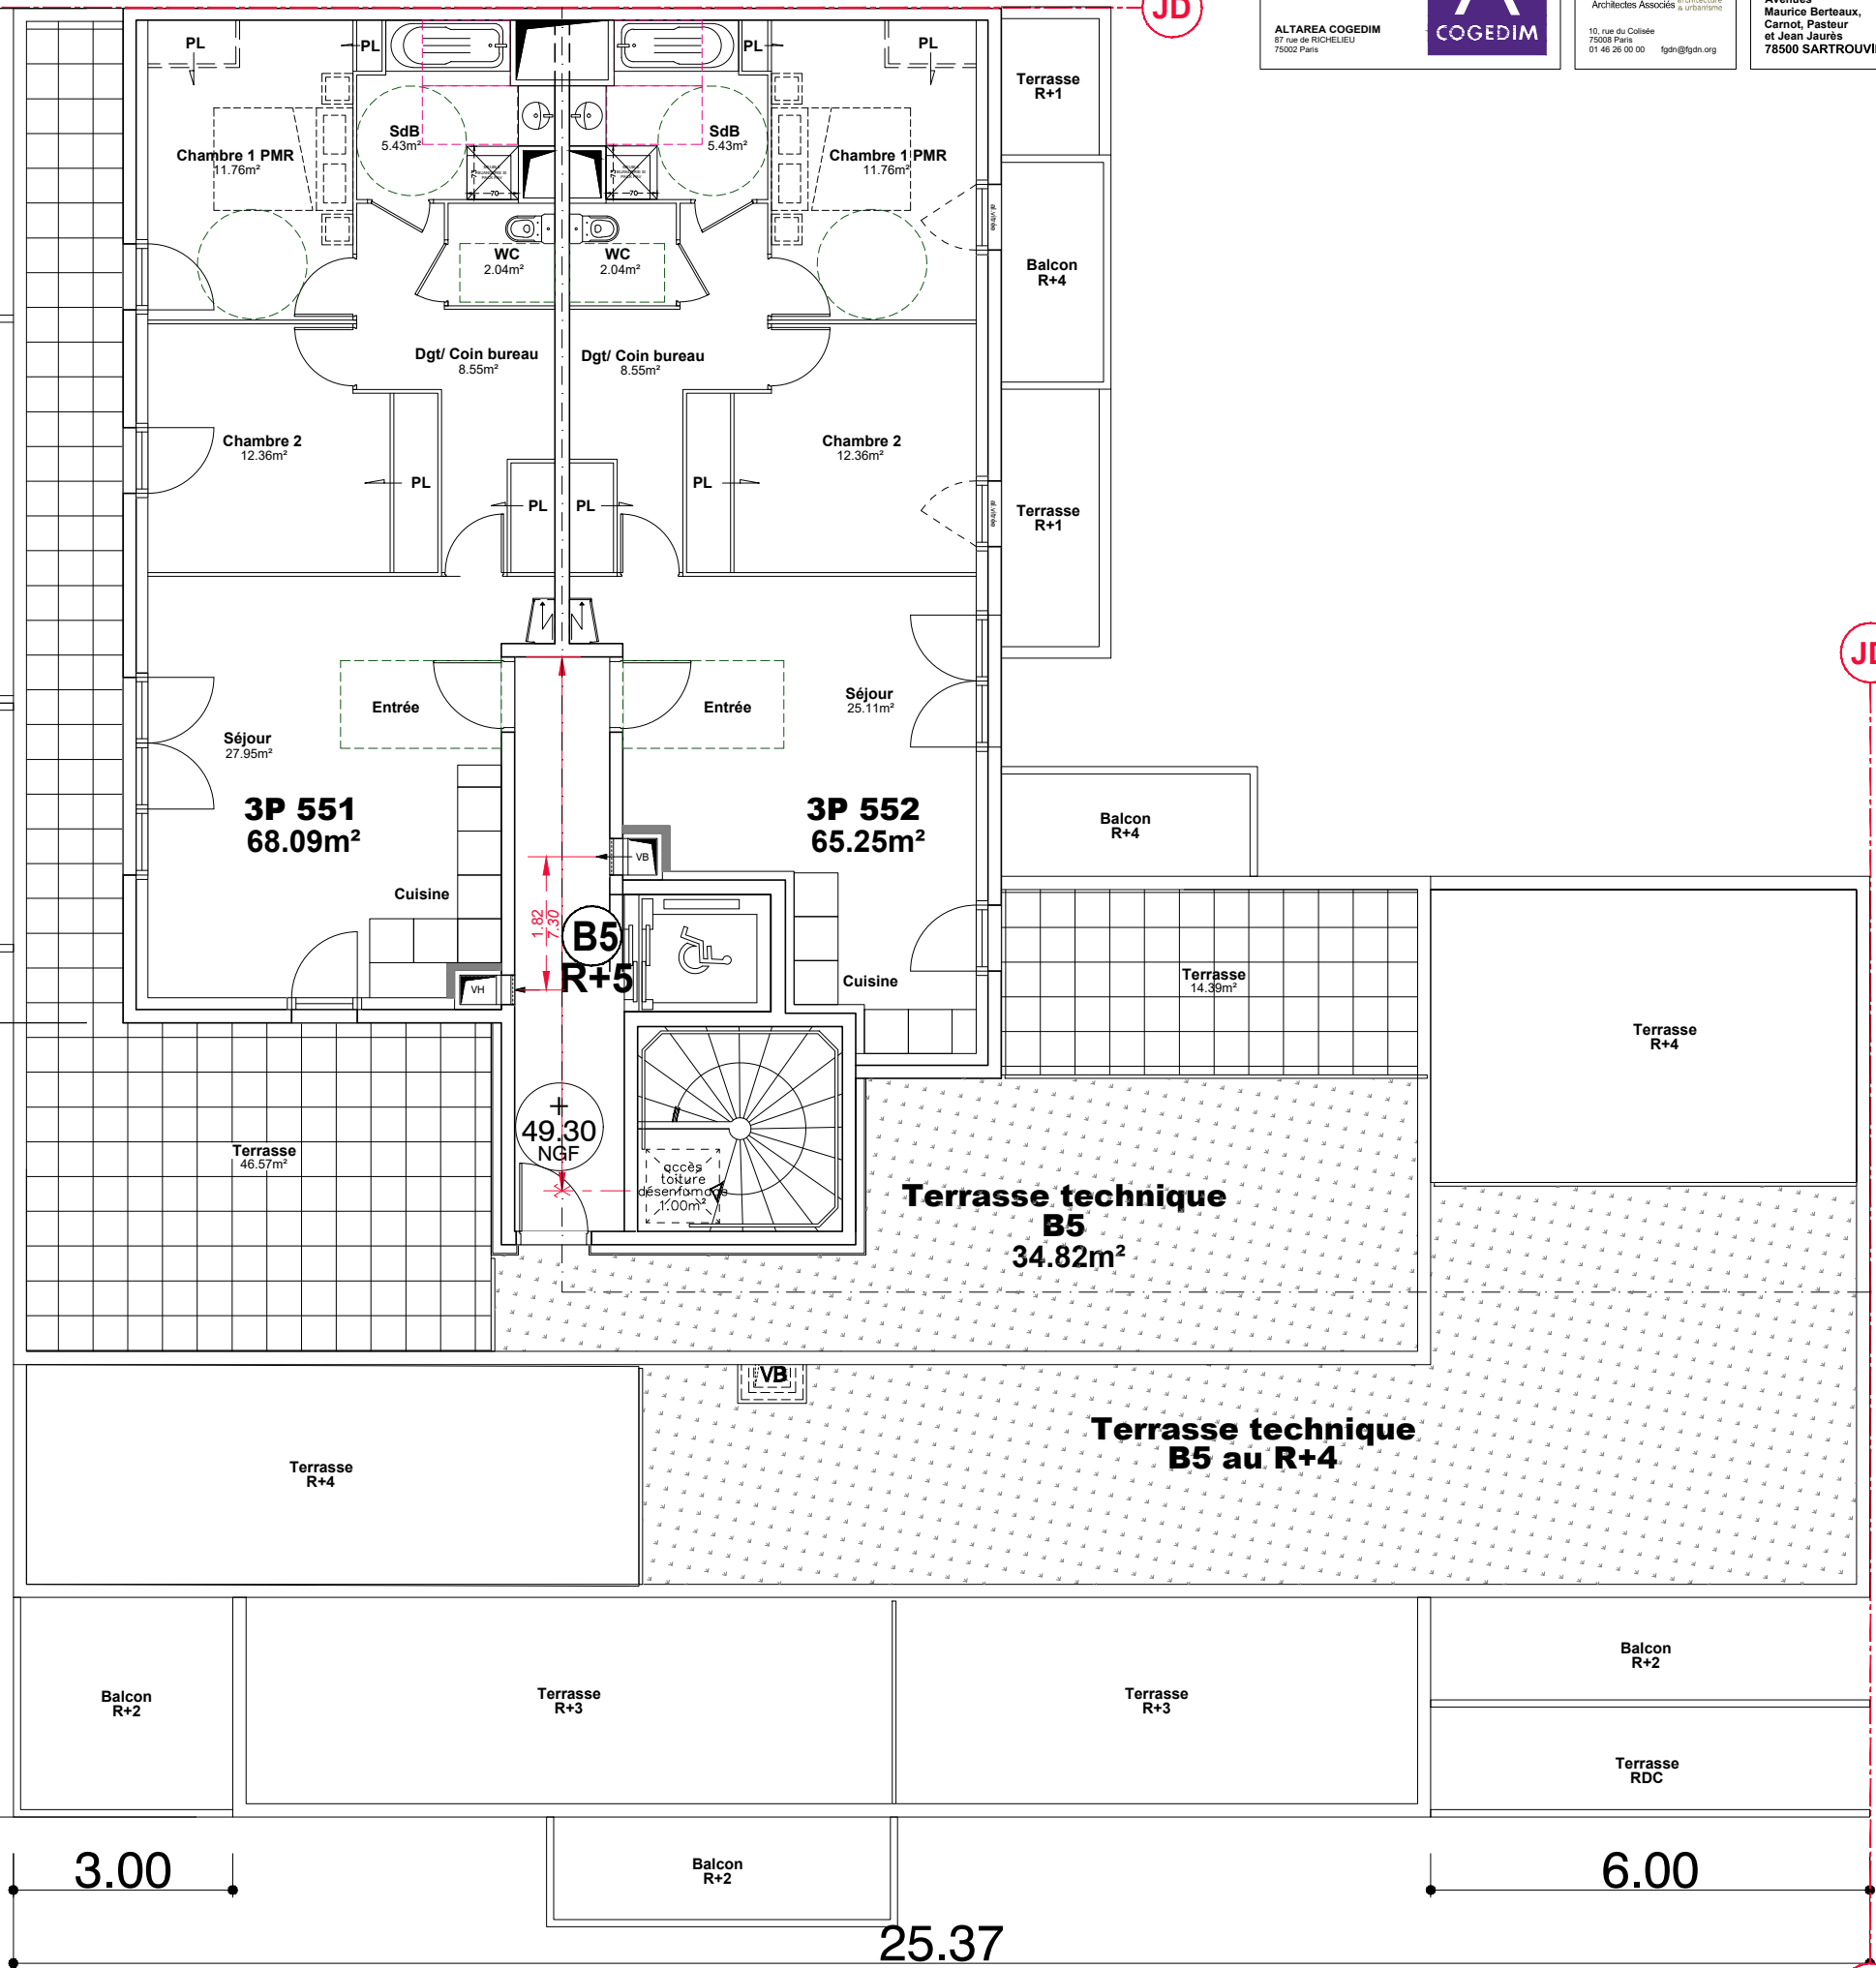 JD
ALTAREA COGEDIM
87 rue de RICHELIEU
75002 Paris
COGEDIM
Architectes Associés
& urbanisme
10, rue du Colisée
75008 Paris
01 46 26 00 00 fgdn@fgdn.org
Maurice Berteaux,
Carnot, Pasteur
et Jean Jaurès
78500
PL
PL
PL
PL
Terrasse
R+1
SdB
5.43m²
SdB
5.43m²
Chambre 1 PMR
11.76m²
Chambre 1 PMR
11.76m²
70
70
WC
2.04m²
WC
2.04m²
Balcon
R+4
Dgt/ Coin bureau
8.55m²
Dgt/ Coin bureau
8.55m²
Chambre 2
12.36m²
Chambre 2
12.36m²
PL
PL
PL
PL
Terrasse
R+1
Entrée
Entrée
Séjour
25.11m²
Séjour
27.95m²
3P 551
68.09m²
3P 552
65.25m²
Balcon
R+4
VB
Cuisine
1.82
7.30
B5
R+5
VH
Cuisine
Terrasse
14.39m²
Terrasse
R+4
+
49.30
NGF
Terrasse
46.57m²
accès
toiture
désenfumage
1.00m²
Terrasse technique
B5
34.82m²
VB
Terrasse technique
B5 au R+4
Terrasse
R+4
Balcon
R+2
Terrasse
R+3
Terrasse
R+3
Balcon
R+2
Terrasse
RDC
Balcon
R+2
3.00
6.00
25.37